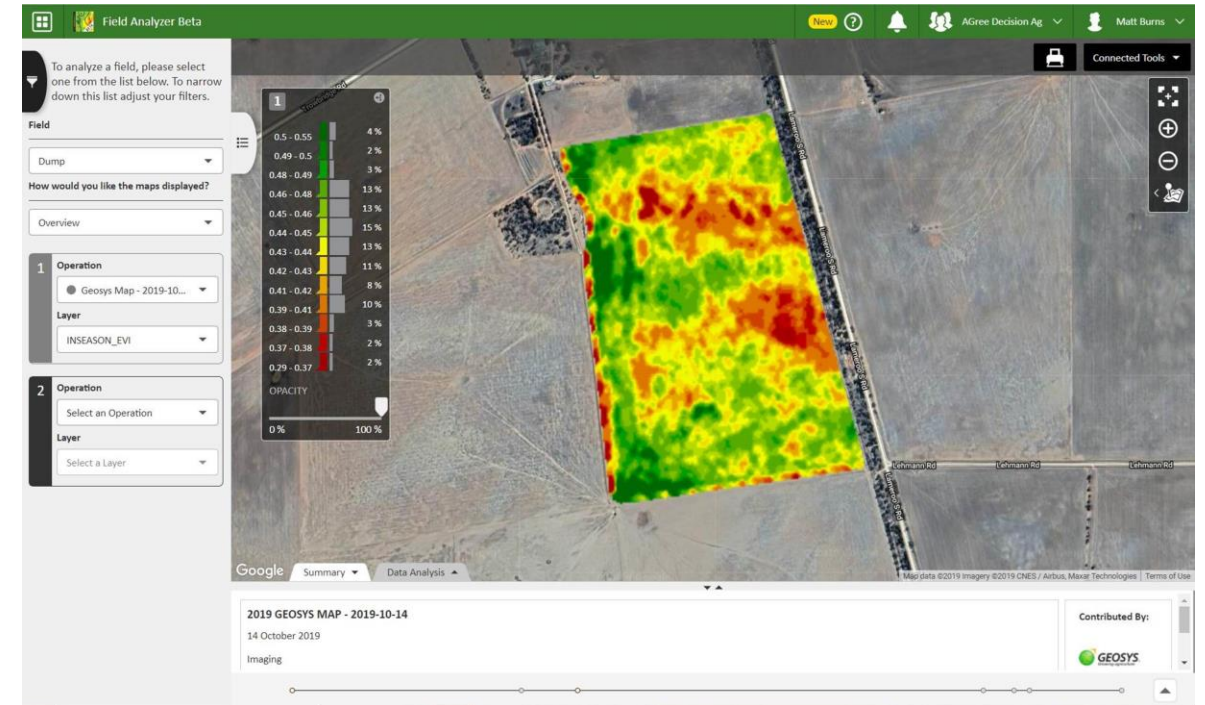 Field Analyzer Beta
New
?
AGree Decision Ag
Matt Burns
To analyze a field, please select
one from the list below. To narrow
down this list adjust your filters.
Field
Dump
How would you like the maps displayed?
Overview
1
Operation
Geosys Map - 2019-10...
Layer
INSEASON_EVI
2
Operation
Select an Operation
Layer
Select a Layer
Connected Tools
1
0.5 - 0.55 4 %
0.49 - 0.5 2 %
0.48 - 0.49 3 %
0.46 - 0.48 13 %
0.45 - 0.46 13 %
0.44 - 0.45 15 %
0.43 - 0.44 13 %
0.42 - 0.43 11 %
0.41 - 0.42 8 %
0.39 - 0.41 10 %
0.38 - 0.39 3 %
0.37 - 0.38 2 %
0.29 - 0.37 2 %
OPACITY
0 % 100 %
Lameroo S Rd
Lameroo S Rd
Lameroo S Rd
Lameroo S Rd
Lehmann Rd
Lehmann Rd
Lehmann Rd
Google
Summary
Data Analysis
Map data ©2019 Imagery ©2019 CNES / Airbus, Maxar Technologies
Terms of Use
2019 GEOSYS MAP - 2019-10-14
14 October 2019
Imaging
Contributed By:
GEOSYS